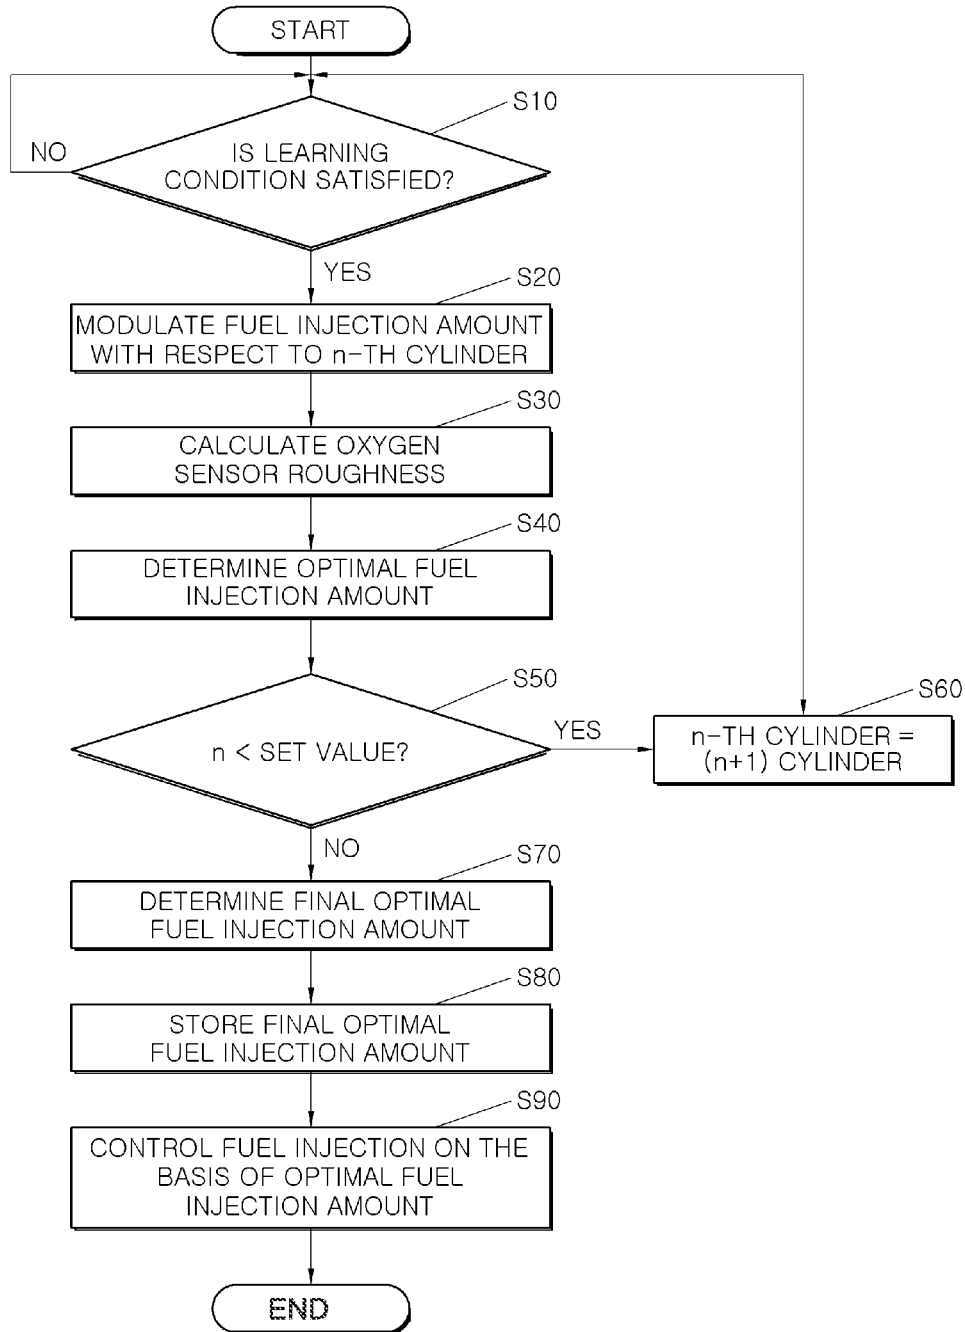 START
S10
IS LEARNING
CONDITION SATISFIED?
NO
YES
S20
MODULATE FUEL INJECTION AMOUNT
WITH RESPECT TO n-TH CYLINDER
S30
CALCULATE OXYGEN
SENSOR ROUGHNESS
S40
DETERMINE OPTIMAL FUEL
INJECTION AMOUNT
S50
n < SET VALUE?
YES
S60
n-TH CYLINDER =
(n+1) CYLINDER
NO
S70
DETERMINE FINAL OPTIMAL
FUEL INJECTION AMOUNT
S80
STORE FINAL OPTIMAL
FUEL INJECTION AMOUNT
S90
CONTROL FUEL INJECTION ON THE
BASIS OF OPTIMAL FUEL
INJECTION AMOUNT
END